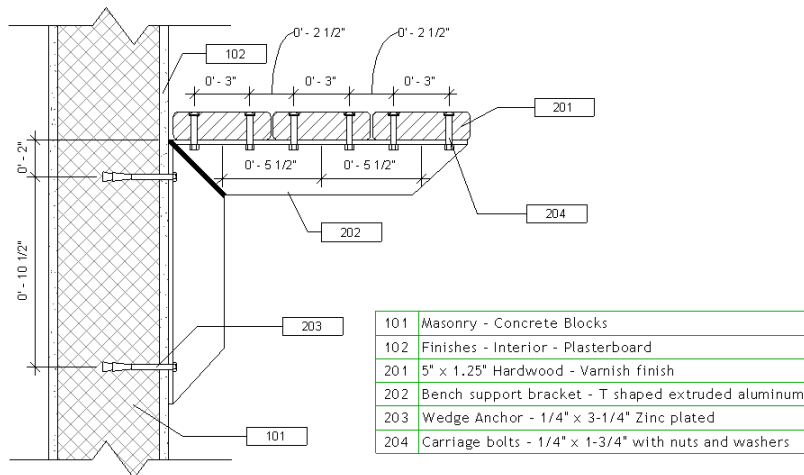 0' - 2 1/2"
0' - 2 1/2"
102
0' - 3"
0' - 3"
0' - 3"
201
0' - 2"
0' - 5 1/2"
0' - 5 1/2"
204
202
0' - 10 1/2"
203
101
101 Masonry - Concrete Blocks
102 Finishes - Interior - Plasterboard
201 5" x 1.25" Hardwood - Varnish finish
202 Bench support bracket - T shaped extruded aluminum
203 Wedge Anchor - 1/4" x 3-1/4" Zinc plated
204 Carriage bolts - 1/4" x 1-3/4" with nuts and washers